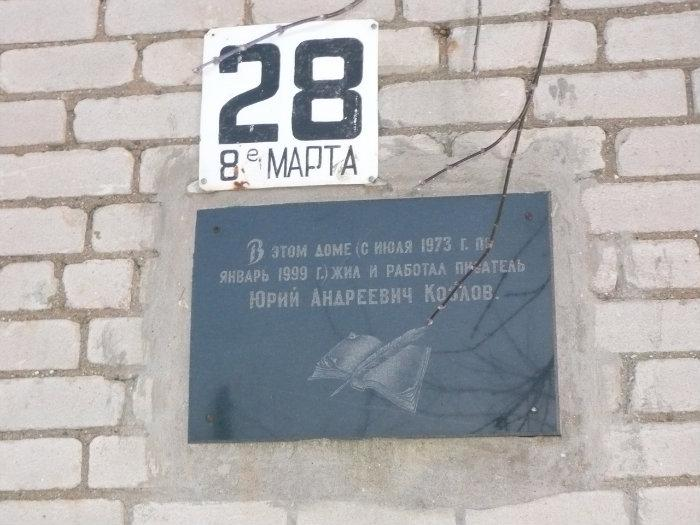 28
8е МАРТА
В ЭТОМ ДОМЕ (С ИЮЛЯ 1973 Г. ПО
ЯНВАРЬ 1999 Г.) ЖИЛ И РАБОТАЛ ПИСАТЕЛЬ
ЮРИЙ АНДРЕЕВИЧ КОЗЛОВ.